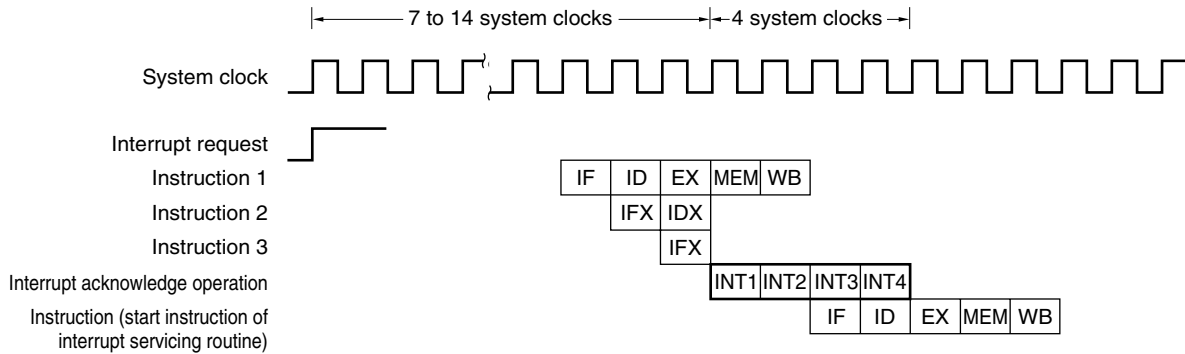 7 to 14 system clocks 4 system clocks
System clock
Interrupt request
Instruction 1 IF ID EX MEM WB
Instruction 2 IFX IDX
Instruction 3 IFX
Interrupt acknowledge operation INT1 INT2 INT3 INT4
Instruction (start instruction of IF ID EX MEM WB
interrupt servicing routine)